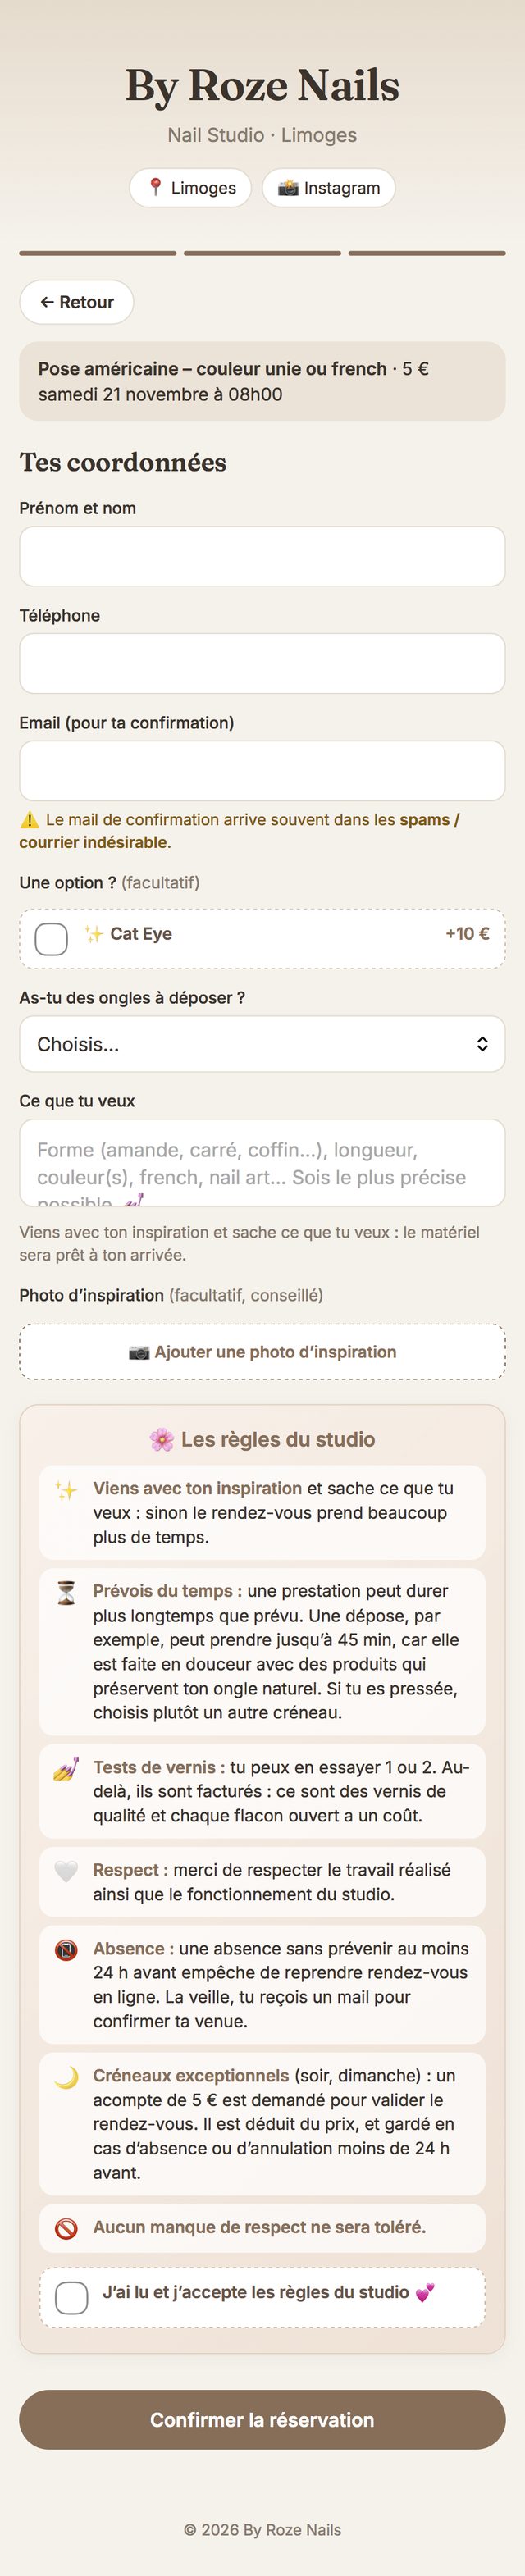 By Roze Nails
Nail Studio · Limoges
📍 Limoges
📸 Instagram
← Retour
Pose américaine – couleur unie ou french · 5 €
samedi 21 novembre à 08h00
Tes coordonnées
Prénom et nom
Téléphone
Email (pour ta confirmation)
⚠️ Le mail de confirmation arrive souvent dans les spams /
courrier indésirable.
Une option ? (facultatif)
✨ Cat Eye +10 €
As-tu des ongles à déposer ?
Choisis...
Ce que tu veux
Forme (amande, carré, coffin...), longueur,
couleur(s), french, nail art... Sois le plus précise
possible 💅
Viens avec ton inspiration et sache ce que tu veux : le matériel
sera prêt à ton arrivée.
Photo d’inspiration (facultatif, conseillé)
📷 Ajouter une photo d’inspiration
🌸 Les règles du studio
✨ Viens avec ton inspiration et sache ce que tu
veux : sinon le rendez-vous prend beaucoup
plus de temps.
⏳ Prévois du temps : une prestation peut durer
plus longtemps que prévu. Une dépose, par
exemple, peut prendre jusqu’à 45 min, car elle
est faite en douceur avec des produits qui
préservent ton ongle naturel. Si tu es pressée,
choisis plutôt un autre créneau.
💅 Tests de vernis : tu peux en essayer 1 ou 2. Au-
delà, ils sont facturés : ce sont des vernis de
qualité et chaque flacon ouvert a un coût.
🤍 Respect : merci de respecter le travail réalisé
ainsi que le fonctionnement du studio.
📵 Absence : une absence sans prévenir au moins
24 h avant empêche de reprendre rendez-vous
en ligne. La veille, tu reçois un mail pour
confirmer ta venue.
🌙 Créneaux exceptionnels (soir, dimanche) : un
acompte de 5 € est demandé pour valider le
rendez-vous. Il est déduit du prix, et gardé en
cas d’absence ou d’annulation moins de 24 h
avant.
🚫 Aucun manque de respect ne sera toléré.
J’ai lu et j’accepte les règles du studio 💕
Confirmer la réservation
© 2026 By Roze Nails